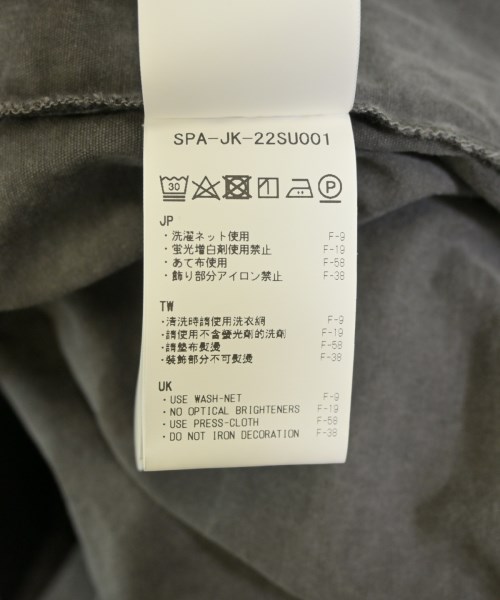 SPA-JK-22SU001
30
P
JP
・洗濯ネット使用 F-9
・蛍光増白剤使用禁止 F-19
・あて布使用 F-58
・飾り部分アイロン禁止 F-38
TW
・清洗時請使用洗衣網 F-9
・請使用不含螢光劑的洗劑 F-19
・請墊布熨燙 F-58
・裝飾部分不可熨燙 F-38
UK
・USE WASH-NET F-9
・NO OPTICAL BRIGHTENERS F-19
・USE PRESS-CLOTH F-58
・DO NOT IRON DECORATION F-38